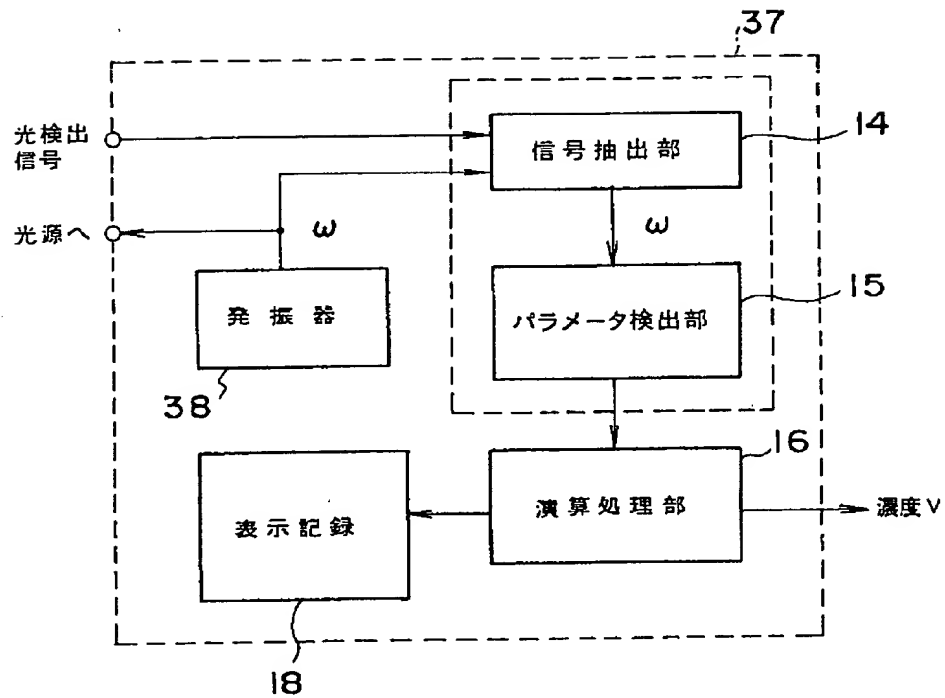 37
光検出
信号
信号抽出部
14
光源へ
ω
ω
発振器
38
パラメータ検出部
15
16
表示記録
演算処理部
濃度V
18